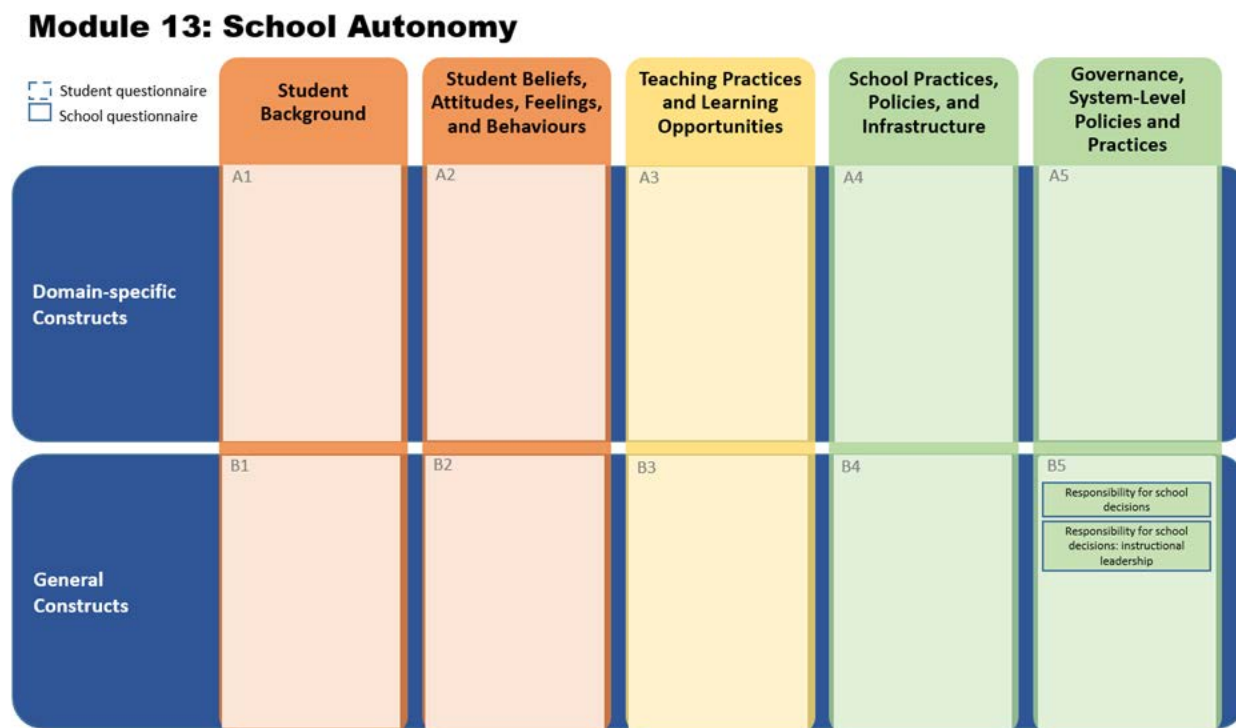 Module 13: School Autonomy
Student questionnaire
School questionnaire
Student
Background
Student Beliefs,
Attitudes, Feelings,
and Behaviours
Teaching Practices
and Learning
Opportunities
School Practices,
Policies, and
Infrastructure
Governance,
System-Level
Policies and
Practices
Domain-specific
Constructs
A1
A2
A3
A4
A5
General
Constructs
B1
B2
B3
B4
B5
Responsibility for school
decisions
Responsibility for school
decisions: instructional
leadership